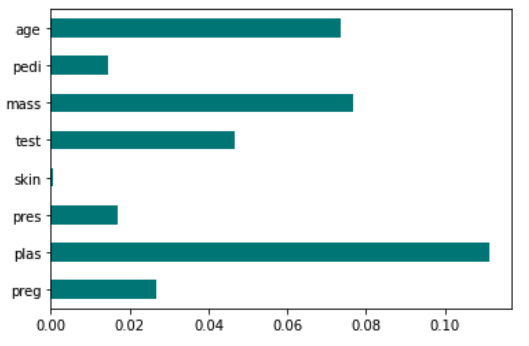 age
pedi
mass
test
skin
pres
plas
preg
0.00 0.02 0.04 0.06 0.08 0.10